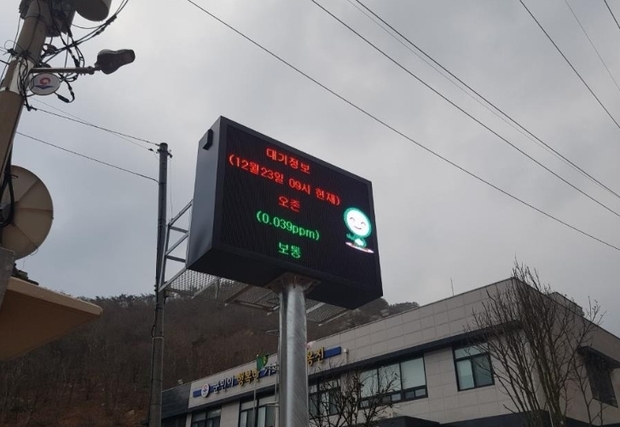 대기정보
(12월23일 09시 현재)
오존
(0.039ppm)
보통